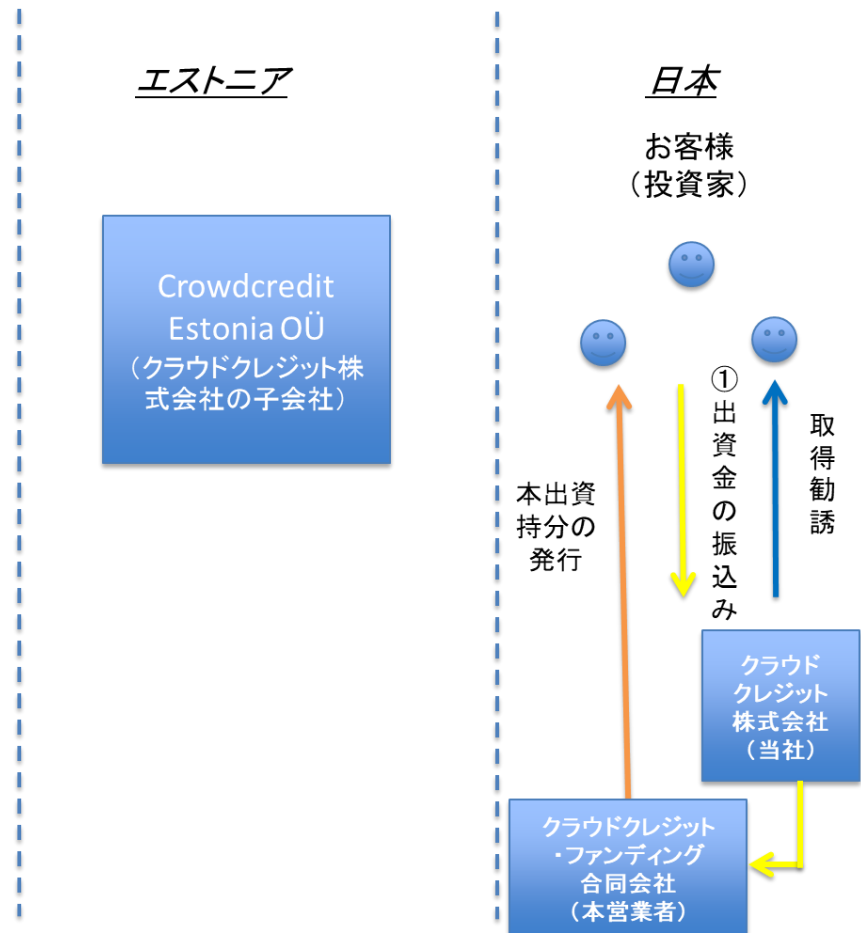 エストニア
Crowdcredit
Estonia OÜ
（クラウドクレジット株
式会社の子会社）
日本
お客様
（投資家）
本出資
持分の
発行
①出資金の振込み
取得勧誘
クラウド
クレジット
株式会社
（当社）
クラウドクレジット
・ファンディング
合同会社
（本営業者）